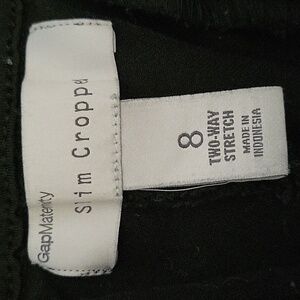 GapMaternity
Slim Croppe
8
TWO-WAY
STRETCH
MADE IN
INDONESIA